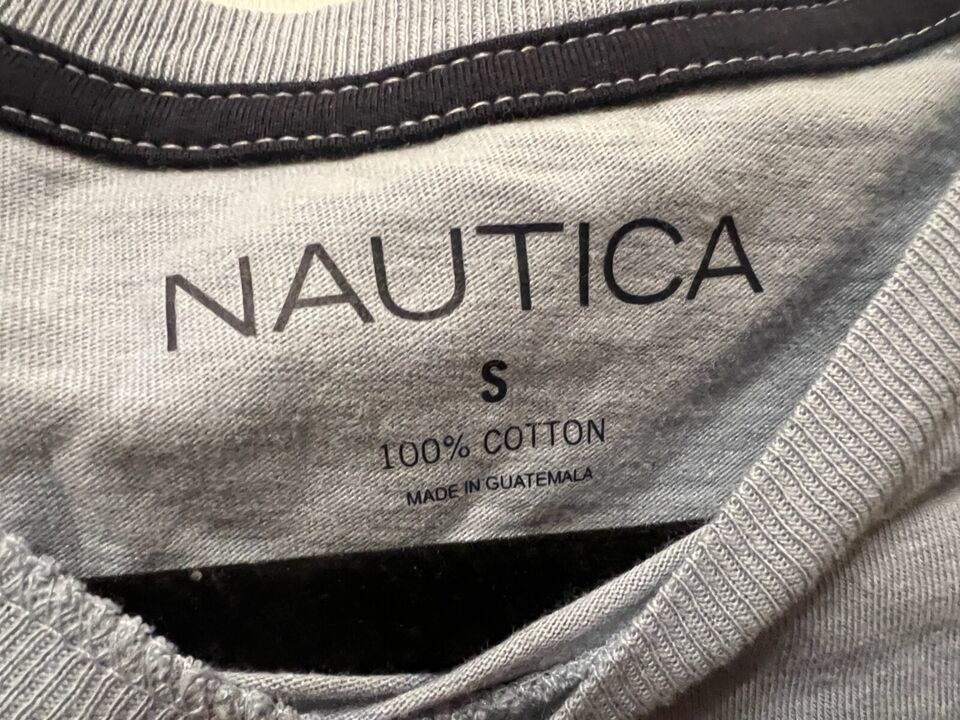 NAUTICA
S
100% COTTON
MADE IN GUATEMALA